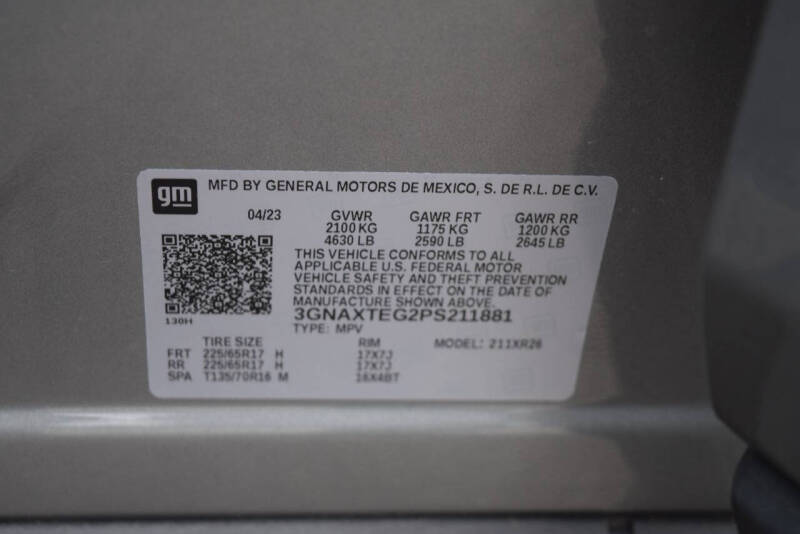 gm
MFD BY GENERAL MOTORS DE MEXICO, S. DE R.L. DE C.V.
04/23 GVWR GAWR FRT GAWR RR
2100 KG 1175 KG 1200 KG
4630 LB 2590 LB 2645 LB
THIS VEHICLE CONFORMS TO ALL
APPLICABLE U.S. FEDERAL MOTOR
VEHICLE SAFETY AND THEFT PREVENTION
STANDARDS IN EFFECT ON THE DATE OF
MANUFACTURE SHOWN ABOVE.
3GNAXTEG2PS211881
130H
TYPE: MPV
TIRE SIZE RIM MODEL: 211XR26
FRT 225/65R17 H 17X7J
RR 225/65R17 H 17X7J
SPA T135/70R16 M 16X4BT